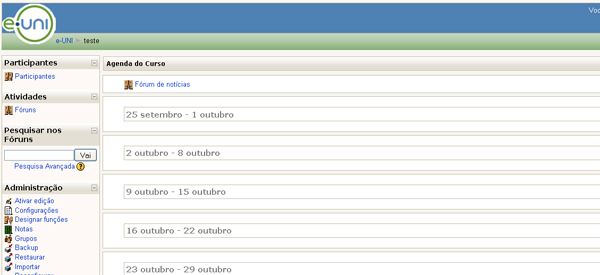 Voc
e-UNI
e-UNI ► teste
Participantes
Participantes
Atividades
Fóruns
Pesquisar nos
Fóruns
Vai
Pesquisa Avançada ?
Administração
Ativar edição
Configurações
Designar funções
Notas
Grupos
Backup
Restaurar
Importar
Agenda do Curso
Fórum de notícias
25 setembro - 1 outubro
2 outubro - 8 outubro
9 outubro - 15 outubro
16 outubro - 22 outubro
23 outubro - 29 outubro